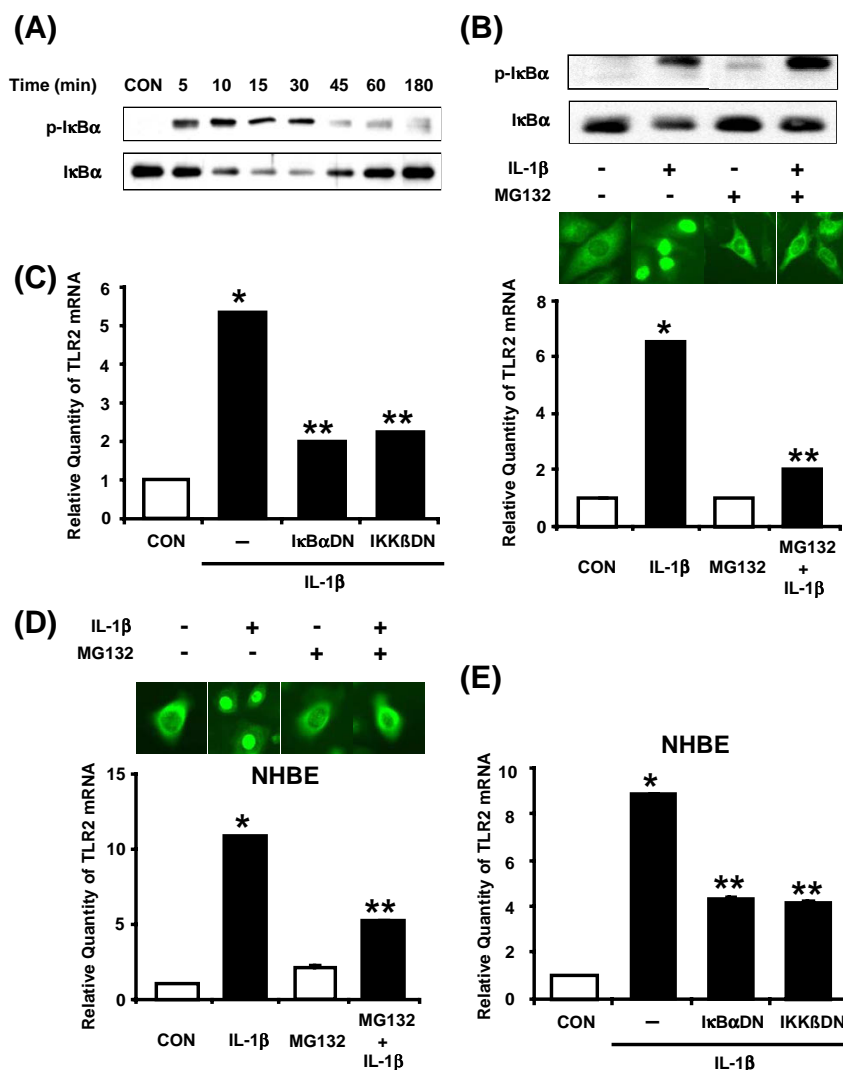 (A)
Time (min) CON 5 10 15 30 45 60 180
p-IκBα
IκBα
(B)
p-IκBα
IκBα
IL-1β - + - +
MG132 - - + +
8
6
4
2
0
Relative Quantity of TLR2 mRNA
*
**
CON IL-1β MG132 MG132 + IL-1β
(C)
6
5
4
3
2
1
0
Relative Quantity of TLR2 mRNA
*
** **
CON – IκBαDN IKKßDN
IL-1β
(D)
IL-1β - + - +
MG132 - - + +
NHBE
15
10
5
0
Relative Quantity of TLR2 mRNA
*
**
CON IL-1β MG132 MG132 + IL-1β
(E)
NHBE
10
8
6
4
2
0
Relative Quantity of TLR2 mRNA
*
** **
CON – IκBαDN IKKßDN
IL-1β